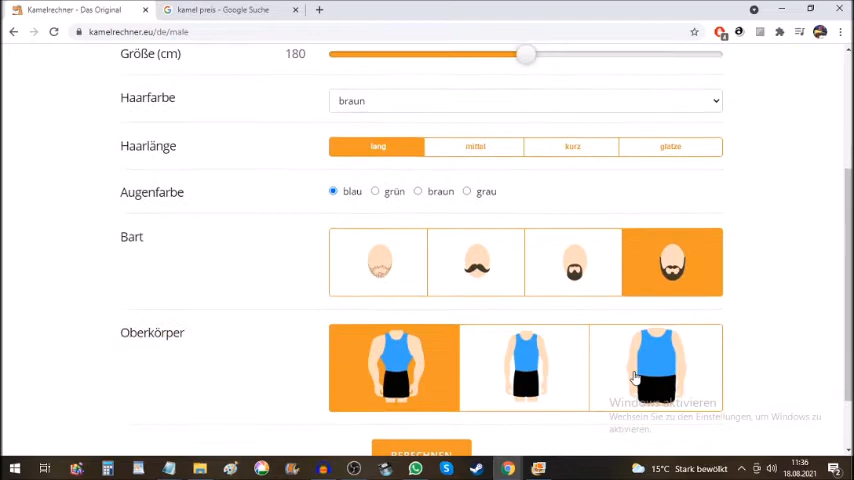 Kamelrechner - Das Original
kamel preis - Google Suche
kamelrechner.eu/de/male
Größe (cm) 180
Haarfarbe braun
Haarlänge lang mittel kurz glatze
Augenfarbe blau grün braun grau
Bart
Oberkörper
Windows aktivieren
Wechseln Sie zu den Einstellungen, um Windows zu
aktivieren.
BERECHNEN
15°C Stark bewölkt
11:36
18.08.2021